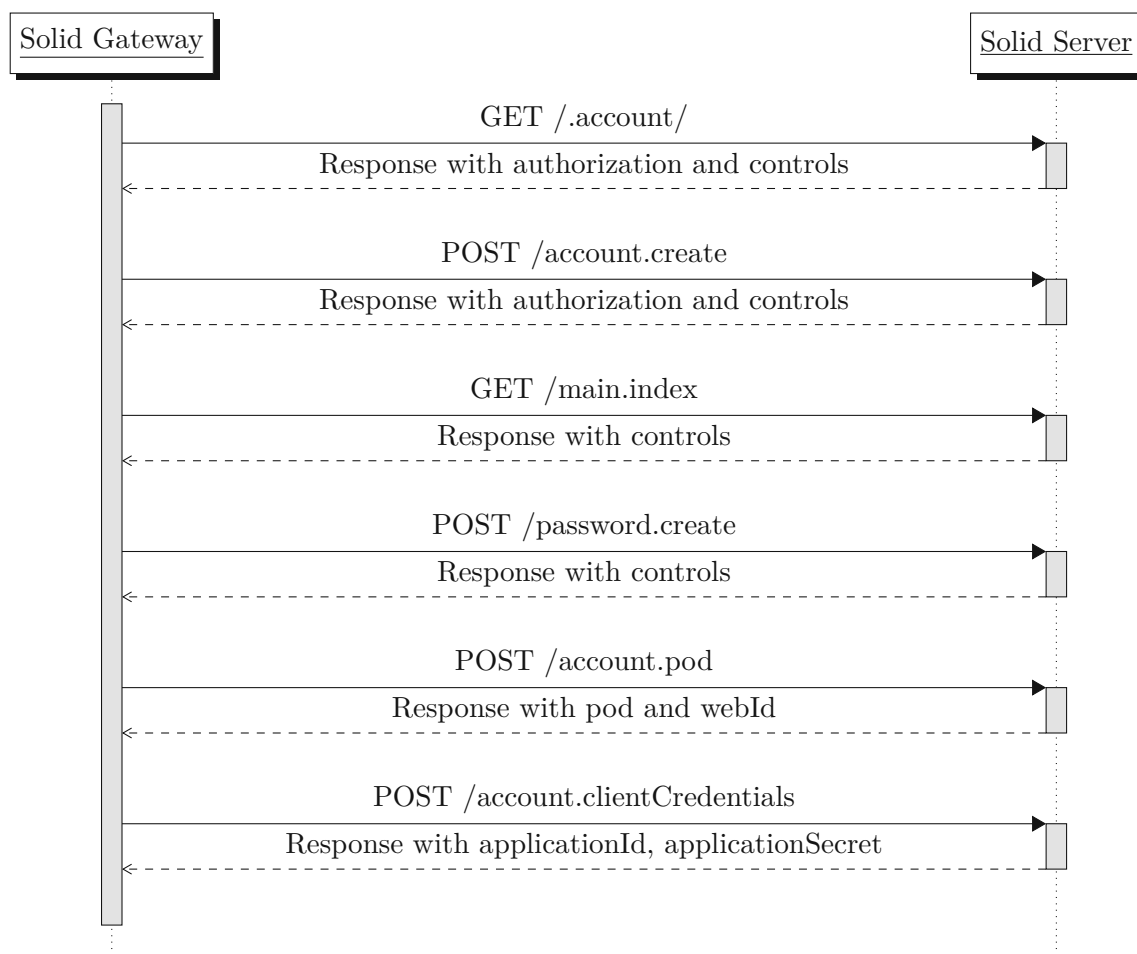 Solid Gateway
Solid Server
GET /.account/
Response with authorization and controls
POST /account.create
Response with authorization and controls
GET /main.index
Response with controls
POST /password.create
Response with controls
POST /account.pod
Response with pod and webId
POST /account.clientCredentials
Response with applicationId, applicationSecret